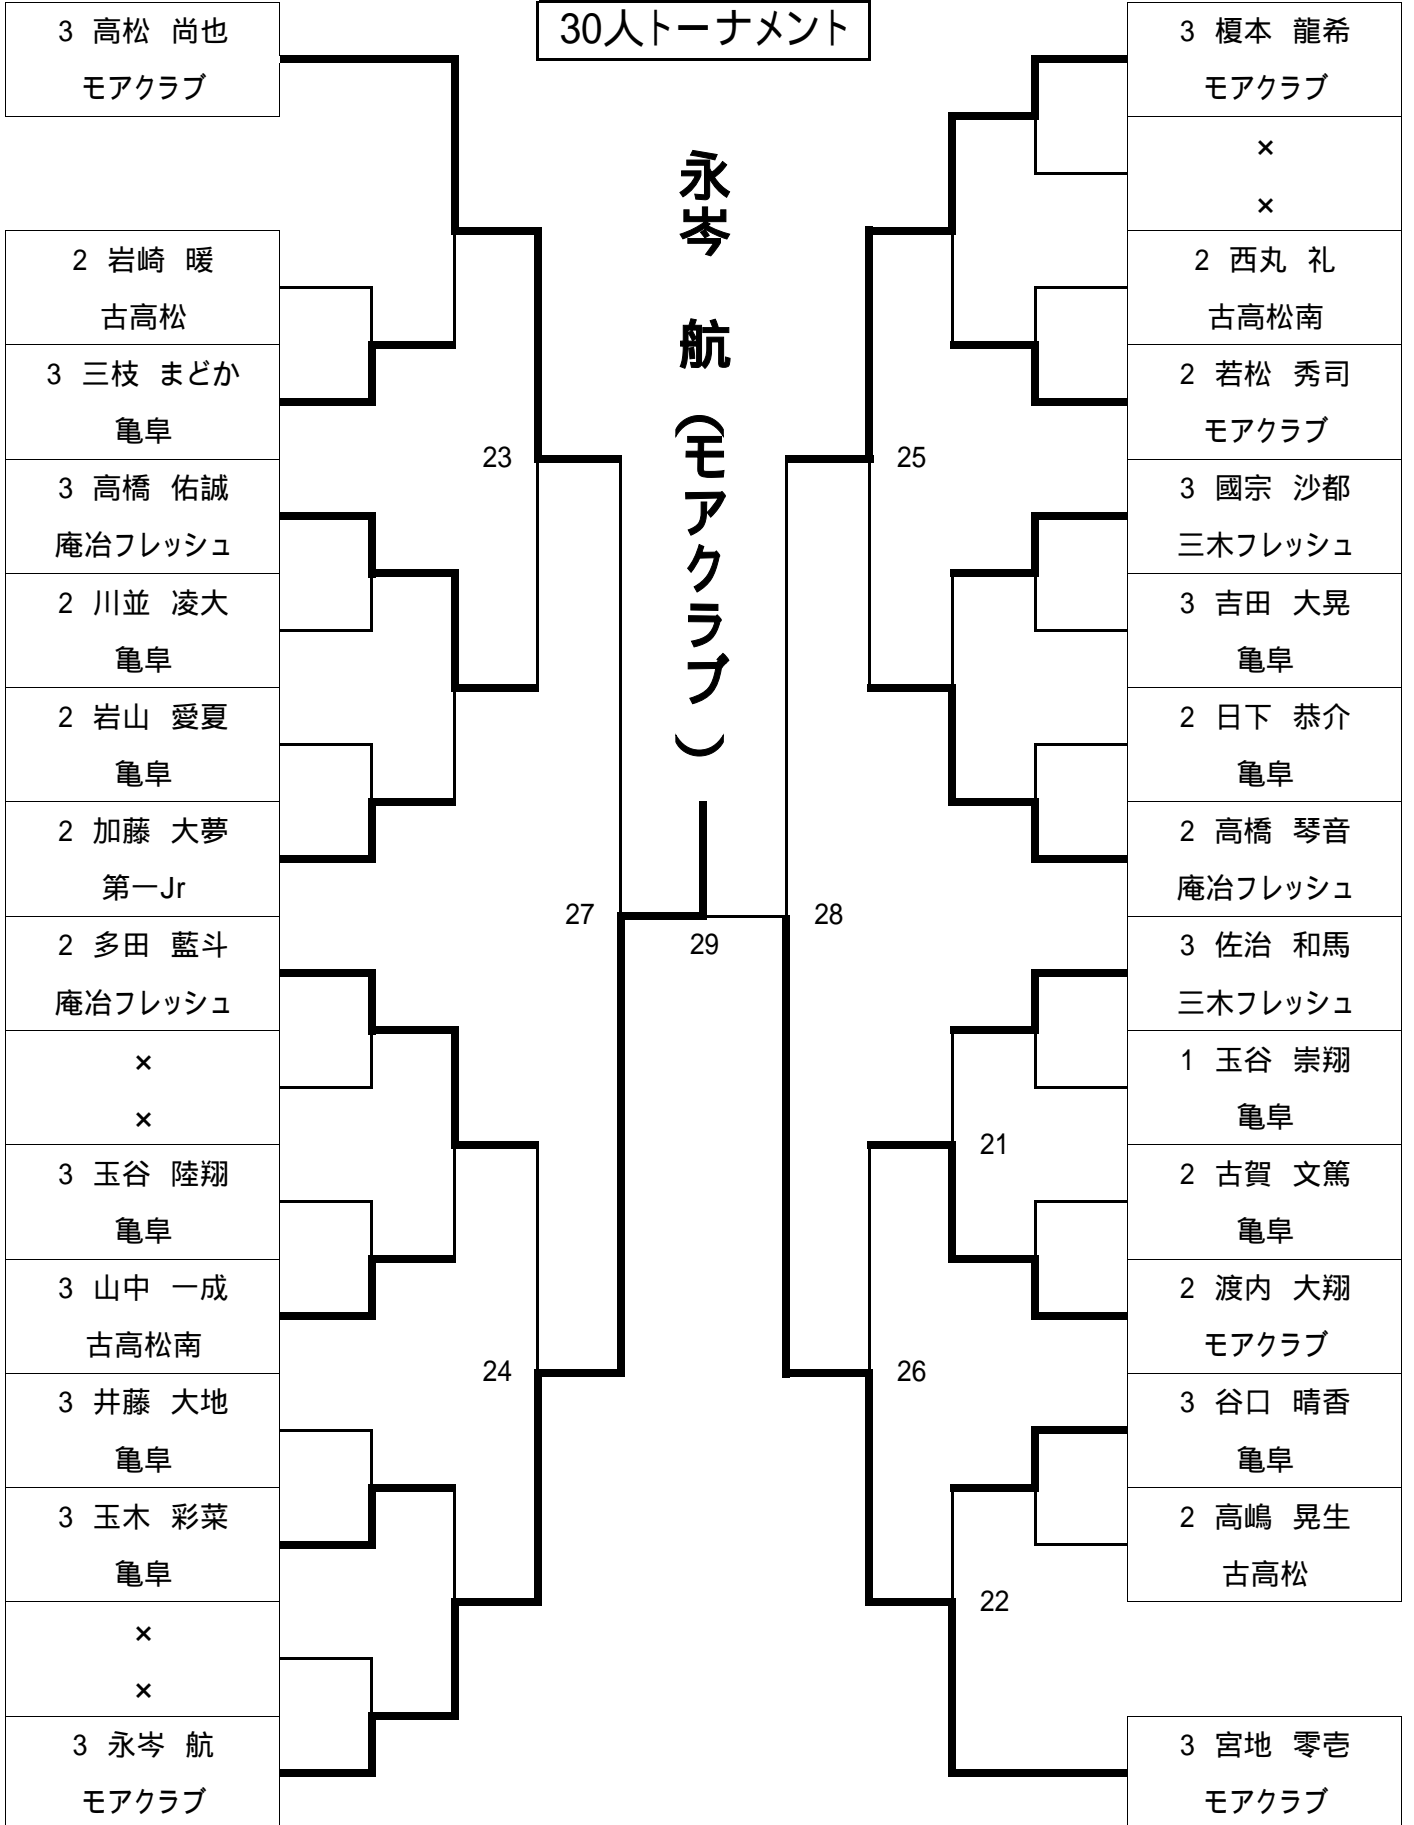 30人トーナメント
永岑 航 (モアクラブ)
3 高松 尚也
モアクラブ
2 岩崎 暖
古高松
3 三枝 まどか
亀阜
3 高橋 佑誠
庵治フレッシュ
2 川並 凌大
亀阜
2 岩山 愛夏
亀阜
2 加藤 大夢
第一Jr
2 多田 藍斗
庵治フレッシュ
×
×
3 玉谷 陸翔
亀阜
3 山中 一成
古高松南
3 井藤 大地
亀阜
3 玉木 彩菜
亀阜
×
×
3 永岑 航
モアクラブ
23
27
24
29
25
28
21
26
22
3 榎本 龍希
モアクラブ
×
×
2 西丸 礼
古高松南
2 若松 秀司
モアクラブ
3 國宗 沙都
三木フレッシュ
3 吉田 大晃
亀阜
2 日下 恭介
亀阜
2 高橋 琴音
庵治フレッシュ
3 佐治 和馬
三木フレッシュ
1 玉谷 崇翔
亀阜
2 古賀 文篤
亀阜
2 渡内 大翔
モアクラブ
3 谷口 晴香
亀阜
2 高嶋 晃生
古高松
3 宮地 零壱
モアクラブ